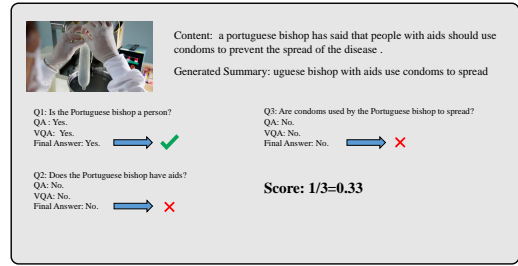 Content: a portuguese bishop has said that people with aids should use
condoms to prevent the spread of the disease .
Generated Summary: uguese bishop with aids use condoms to spread
Q1: Is the Portuguese bishop a person?
QA : Yes.
VQA: Yes.
Final Answer: Yes.
Q2: Does the Portuguese bishop have aids?
QA: No.
VQA: No.
Final Answer: No.
Q3: Are condoms used by the Portuguese bishop to spread?
QA: No.
VQA: No.
Final Answer: No.
Score: 1/3=0.33